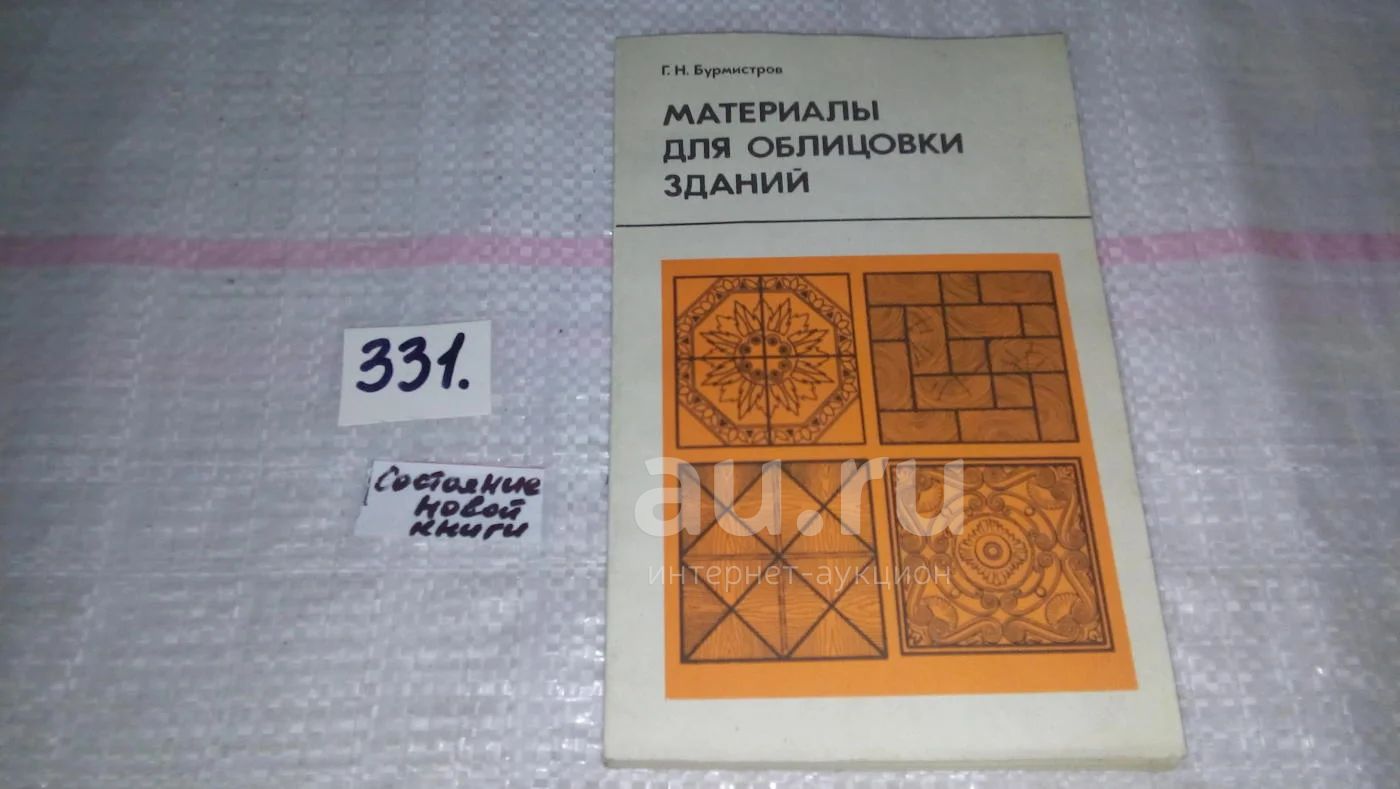 Г. Н. Бурмистров
МАТЕРИАЛЫ
ДЛЯ ОБЛИЦОВКИ
ЗДАНИЙ
331.
Состояние
новой
книги
au.ru
интернет-аукцион